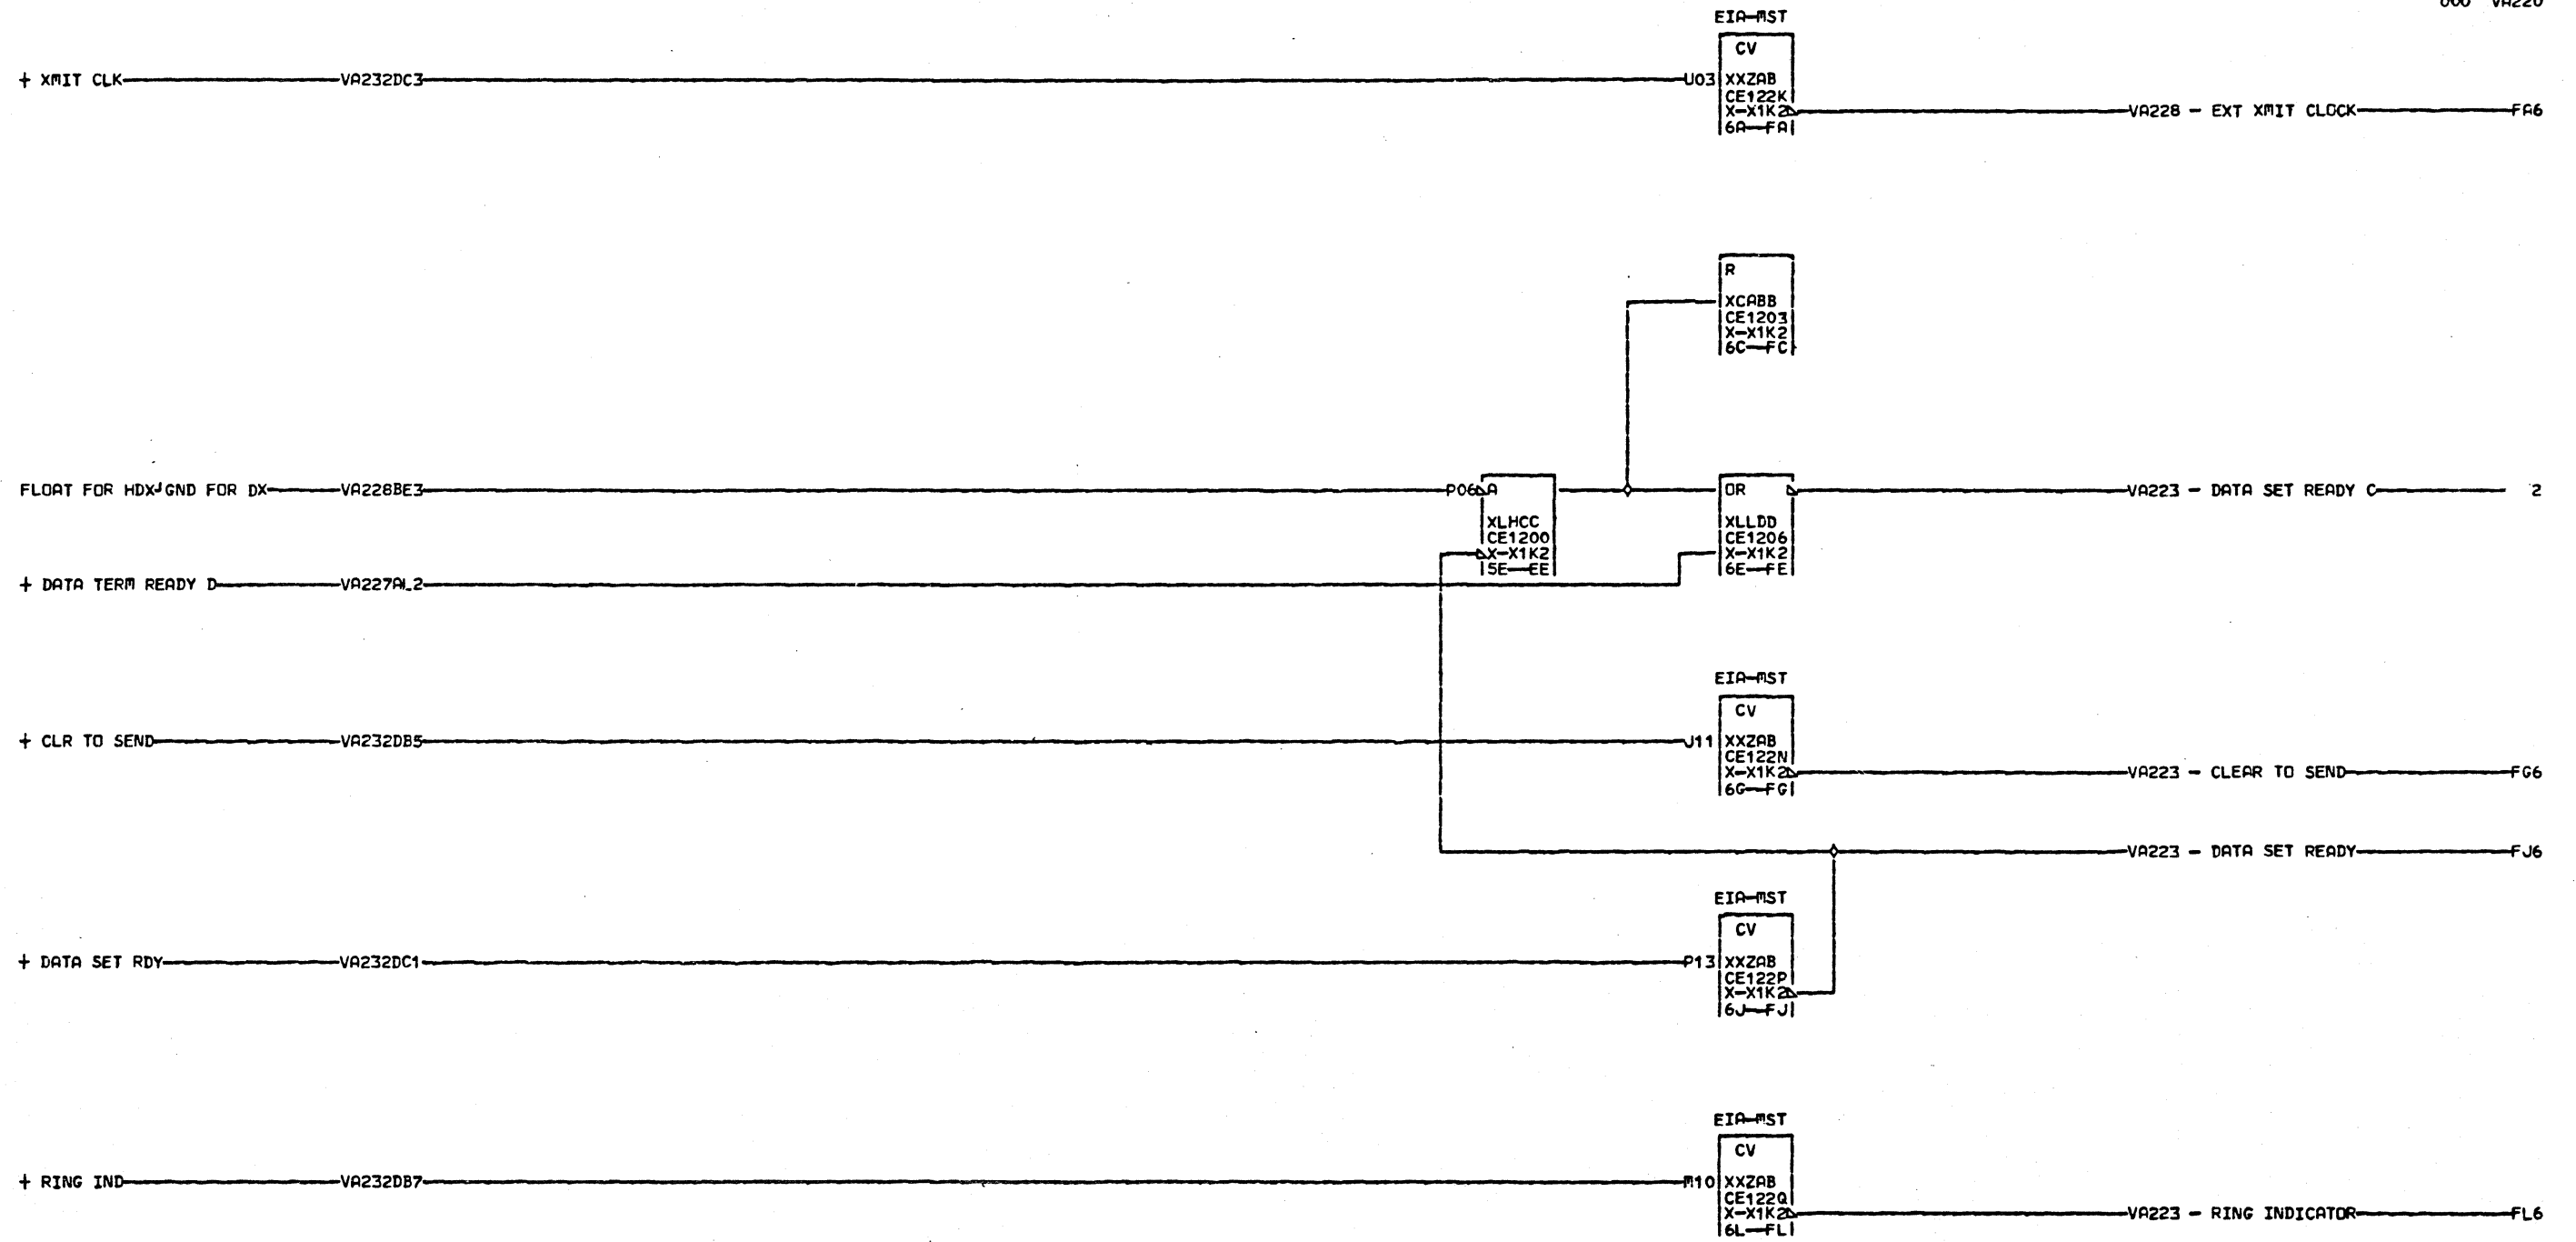 000 VA220
EIA-MST
CV
+ XMIT CLK VA232DC3 U03 XXZAB
CE122K
X-X1K2 VA228 - EXT XMIT CLOCK FA6
6A FA
R
XCABB
CE1203
X-X1K2
6C FC
FLOAT FOR HDX GND FOR DX VA228BE3 P06 A OR VA223 - DATA SET READY C 2
XLHCC XLLDD
CE1200 CE1206
X-X1K2 X-X1K2
5E EE 6E FE
+ DATA TERM READY D VA227AL2
EIA-MST
CV
+ CLR TO SEND VA232DB5 J11 XXZAB
CE122N
X-X1K2 VA223 - CLEAR TO SEND FG6
6G FG
VA223 - DATA SET READY FJ6
EIA-MST
CV
+ DATA SET RDY VA232DC1 P13 XXZAB
CE122P
X-X1K2
6J FJ
EIA-MST
CV
+ RING IND VA232DB7 M10 XXZAB
CE122Q
X-X1K2 VA223 - RING INDICATOR FL6
6L FL